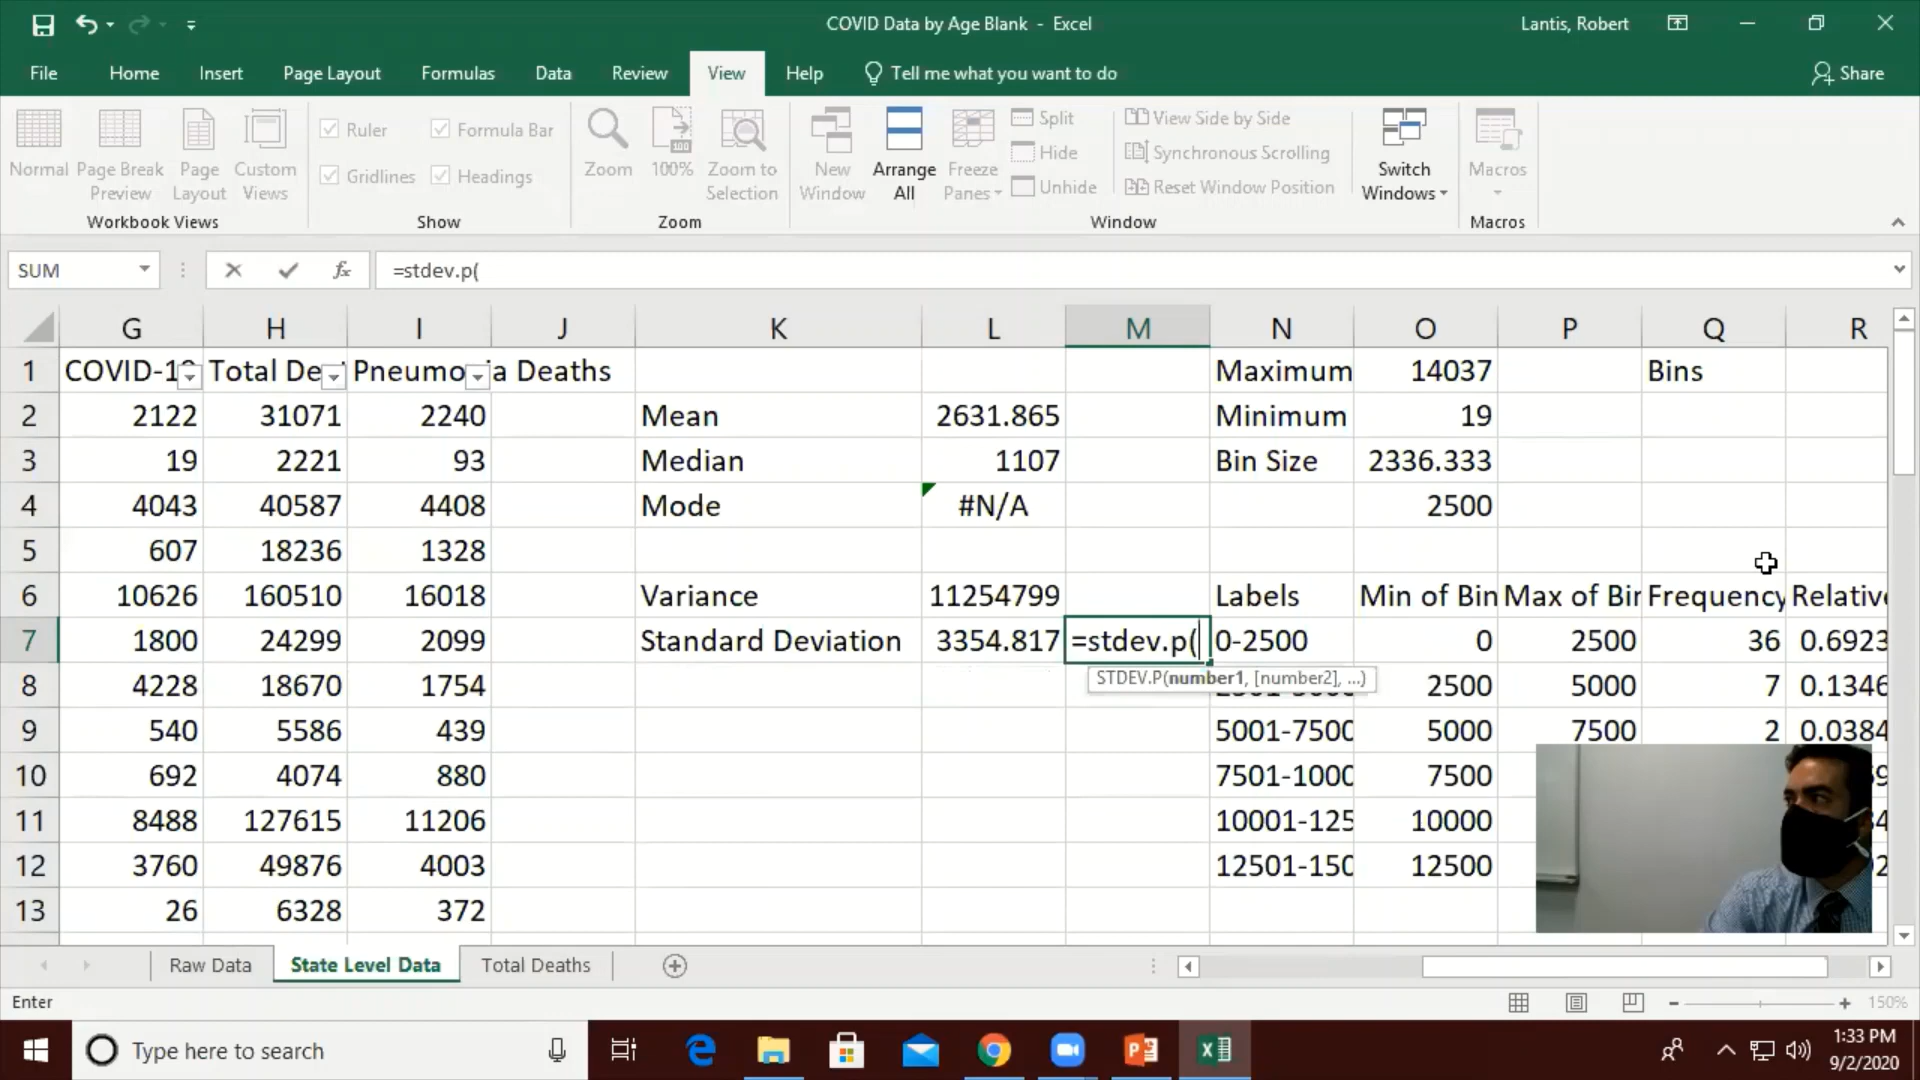 COVID Data by Age Blank - Excel
Lantis, Robert
File Home Insert Page Layout Formulas Data Review View Help Tell me what you want to do
Share
Normal Page Break Preview Page Layout Custom Views
Workbook Views
Ruler Formula Bar
Gridlines Headings
Show
Zoom 100% Zoom to Selection
Zoom
New Window Arrange All Freeze Panes
Split
Hide
Unhide
View Side by Side
Synchronous Scrolling
Reset Window Position
Switch Windows
Window
Macros
Macros
SUM fx =stdev.p(
G H I J K L M N O P Q R
1 COVID-19 Total De Pneumo a Deaths Maximum 14037 Bins
2 2122 31071 2240 Mean 2631.865 Minimum 19
3 19 2221 93 Median 1107 Bin Size 2336.333
4 4043 40587 4408 Mode #N/A 2500
5 607 18236 1328
6 10626 160510 16018 Variance 11254799 Labels Min of Bin Max of Bin Frequency Relative
7 1800 24299 2099 Standard Deviation 3354.817 =stdev.p( 0-2500 0 2500 36 0.6923
STDEV.P(number1, [number2], ...)
8 4228 18670 1754 2500 5000 7 0.1346
9 540 5586 439 5001-7500 5000 7500 2 0.0384
10 692 4074 880 7501-1000 7500
11 8488 127615 11206 10001-125 10000
12 3760 49876 4003 12501-150 12500
13 26 6328 372
Raw Data State Level Data Total Deaths
Enter
150%
Type here to search
1:33 PM
9/2/2020